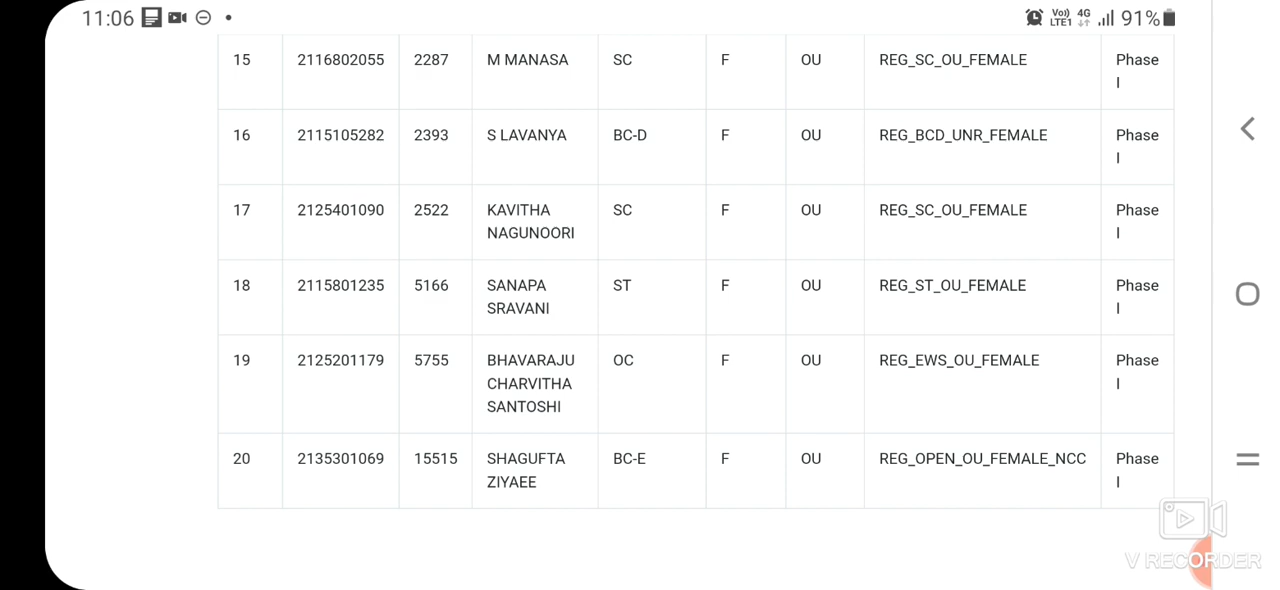 11:06 Vo)) LTE1 4G 91%
15 2116802055 2287 M MANASA SC F OU REG_SC_OU_FEMALE Phase
I
16 2115105282 2393 S LAVANYA BC-D F OU REG_BCD_UNR_FEMALE Phase
I
17 2125401090 2522 KAVITHA SC F OU REG_SC_OU_FEMALE Phase
NAGUNOORI I
18 2115801235 5166 SANAPA ST F OU REG_ST_OU_FEMALE Phase
SRAVANI I
19 2125201179 5755 BHAVARAJU OC F OU REG_EWS_OU_FEMALE Phase
CHARVITHA I
SANTOSHI
20 2135301069 15515 SHAGUFTA BC-E F OU REG_OPEN_OU_FEMALE_NCC Phase
ZIYAEE I
V RECORDER